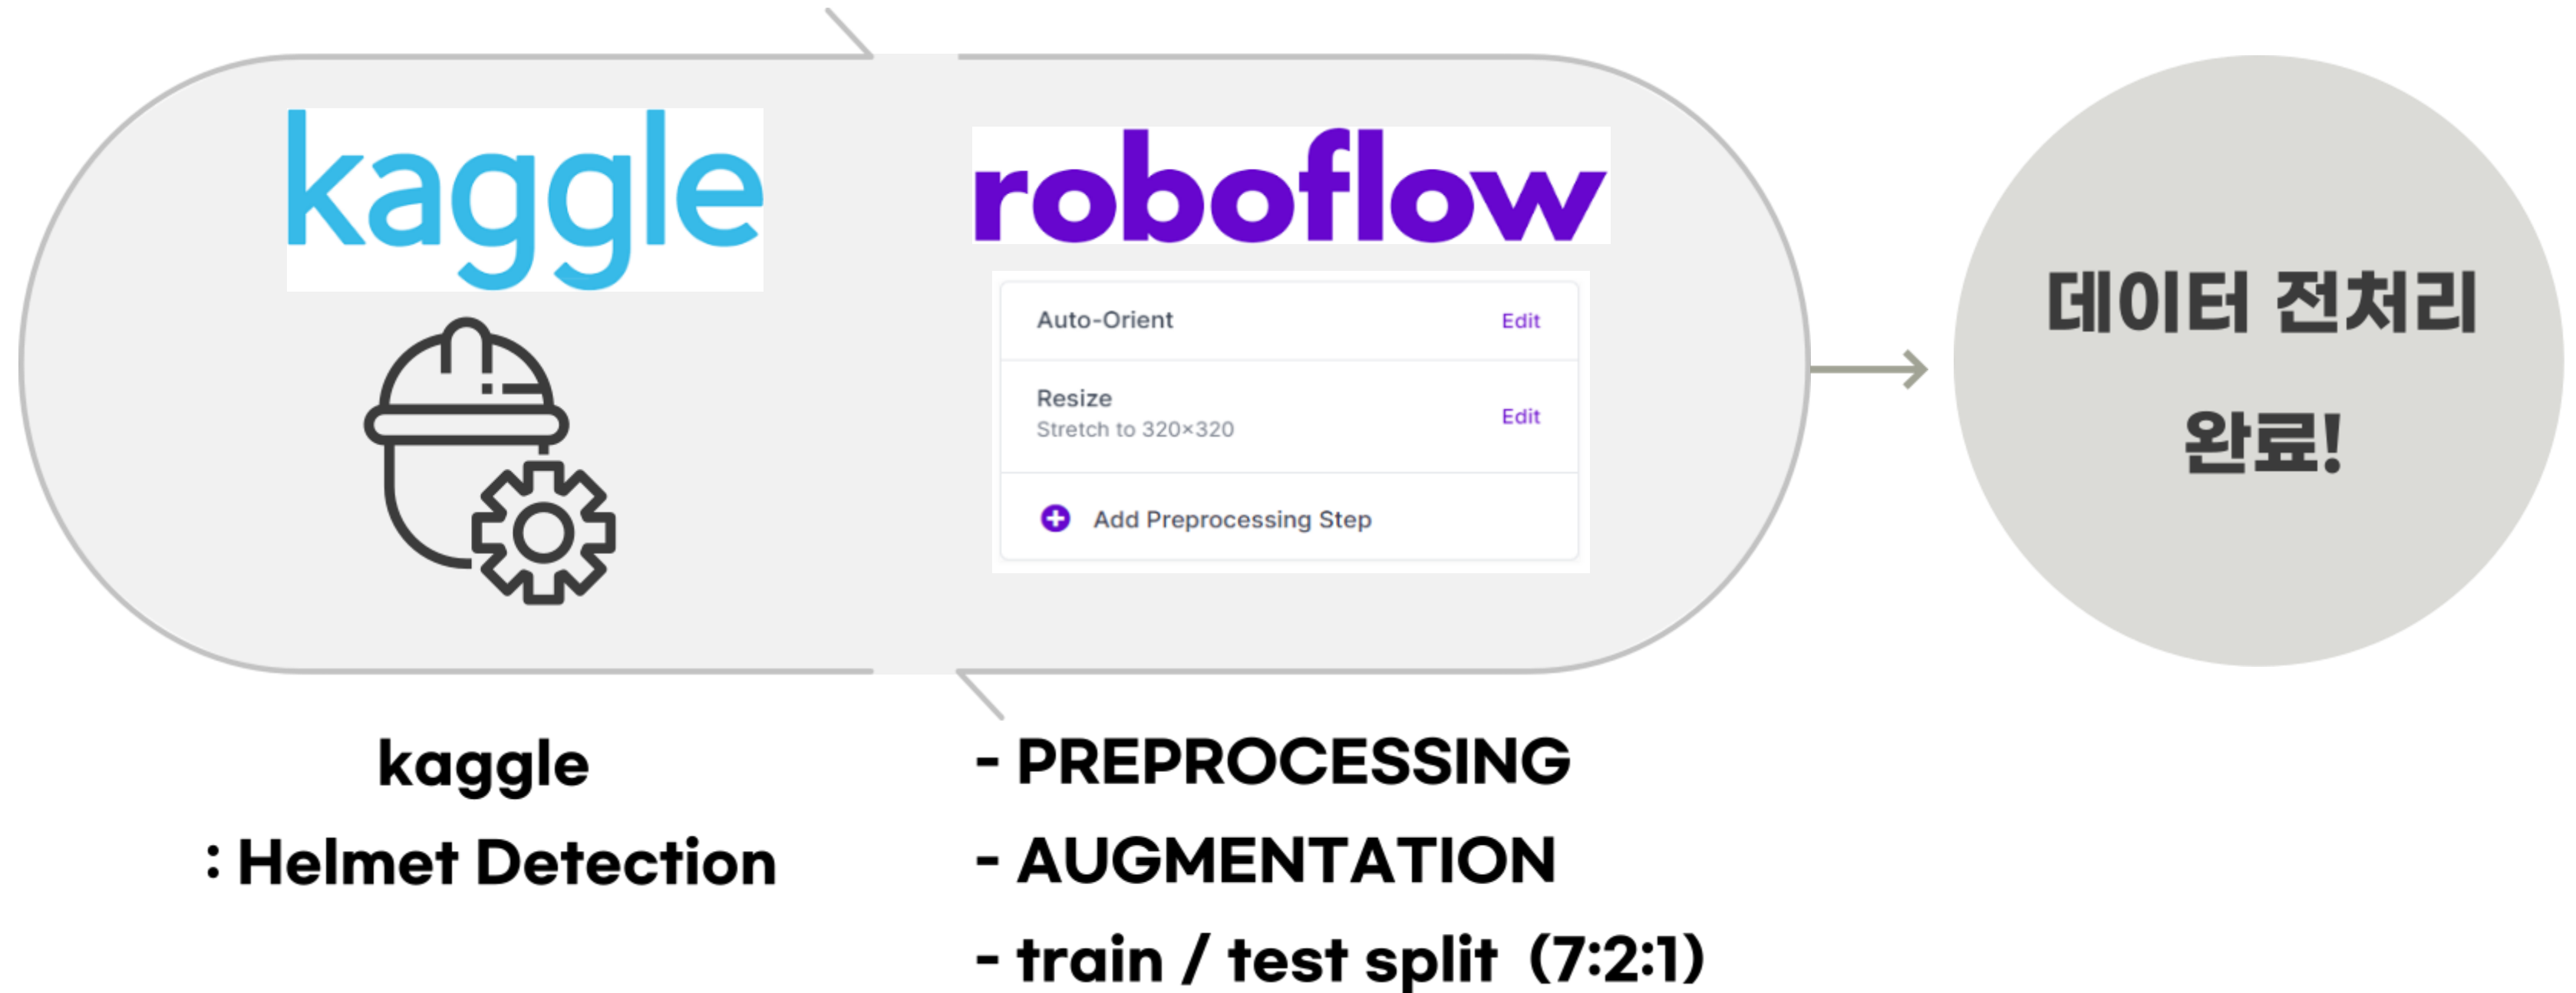 kaggle
roboflow
Auto-Orient Edit
Resize
Stretch to 320×320
Edit
Add Preprocessing Step
데이터 전처리
완료!
kaggle
: Helmet Detection
- PREPROCESSING
- AUGMENTATION
- train / test split (7:2:1)